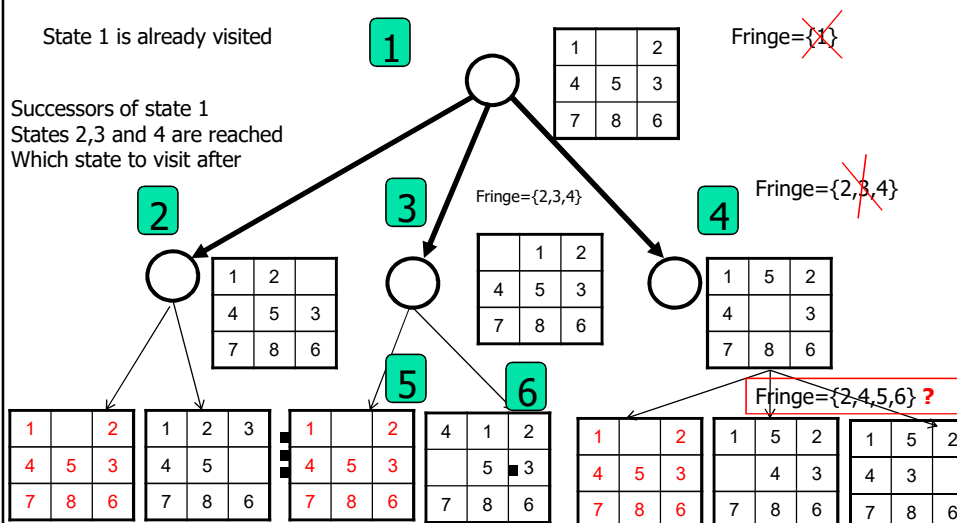 State 1 is already visited
1
1 2
4 5 3
7 8 6
Fringe={1}
Successors of state 1
States 2,3 and 4 are reached
Which state to visit after
2
3
Fringe={2,3,4}
4
Fringe={2,3,4}
1 2
4 5 3
7 8 6
1 2
4 5 3
7 8 6
1 5 2
4 3
7 8 6
5
6
Fringe={2,4,5,6} ?
1 2
4 5 3
7 8 6
1 2 3
4 5
7 8 6
1 2
4 5 3
7 8 6
4 1 2
5 3
7 8 6
1 2
4 5 3
7 8 6
1 5 2
4 3
7 8 6
1 5 2
4 3
7 8 6